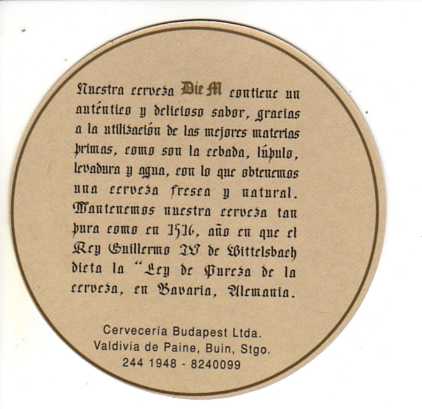 Nuestra cerveza Die M contiene un
auténtico y delicioso sabor, gracias
a la utilización de las mejores materias
primas, como son la cebada, lúpulo,
levadura y agua, con lo que obtenemos
una cerveza fresca y natural.
Mantenemos nuestra cerveza tan
pura como en 1516, año en que el
Rey Guillermo IV de Wittelsbach
dicta la “Ley de Pureza de la
cerveza, en Bavaria, Alemania.
Cervecería Budapest Ltda.
Valdivia de Paine, Buin, Stgo.
244 1948 - 8240099